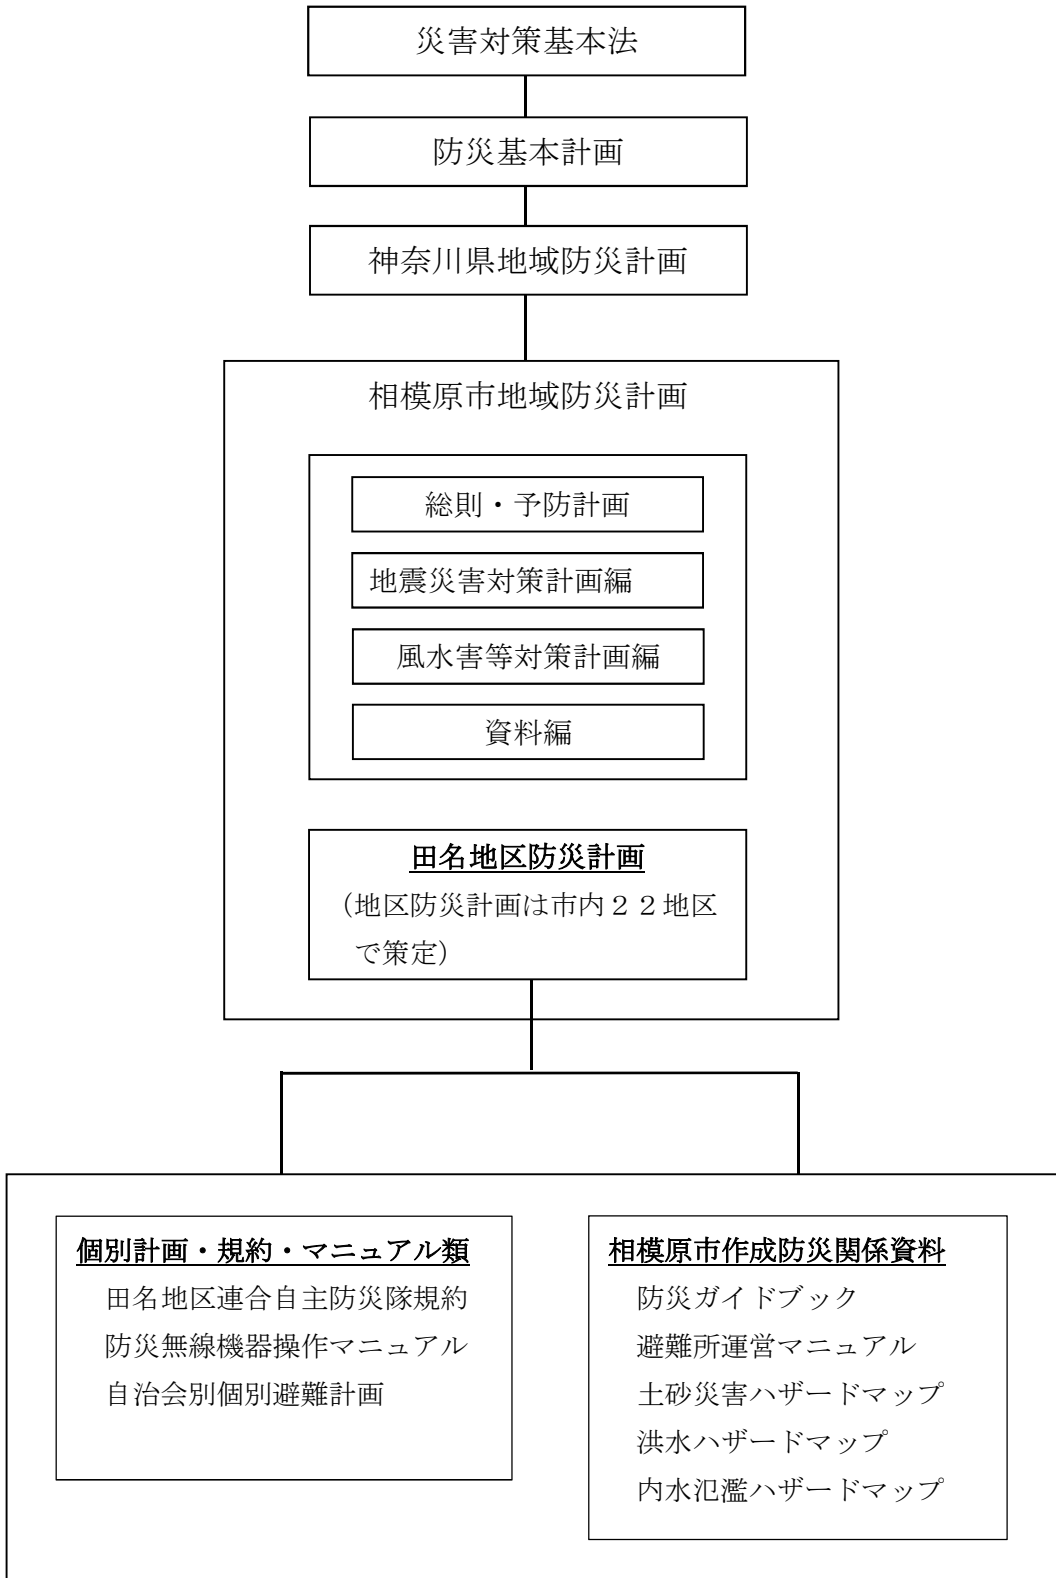 災害対策基本法
防災基本計画
神奈川県地域防災計画
相模原市地域防災計画
総則・予防計画
地震災害対策計画編
風水害等対策計画編
資料編
田名地区防災計画
（地区防災計画は市内２２地区
で策定）
個別計画・規約・マニュアル類
田名地区連合自主防災隊規約
防災無線機器操作マニュアル
自治会別個別避難計画
相模原市作成防災関係資料
防災ガイドブック
避難所運営マニュアル
土砂災害ハザードマップ
洪水ハザードマップ
内水氾濫ハザードマップ